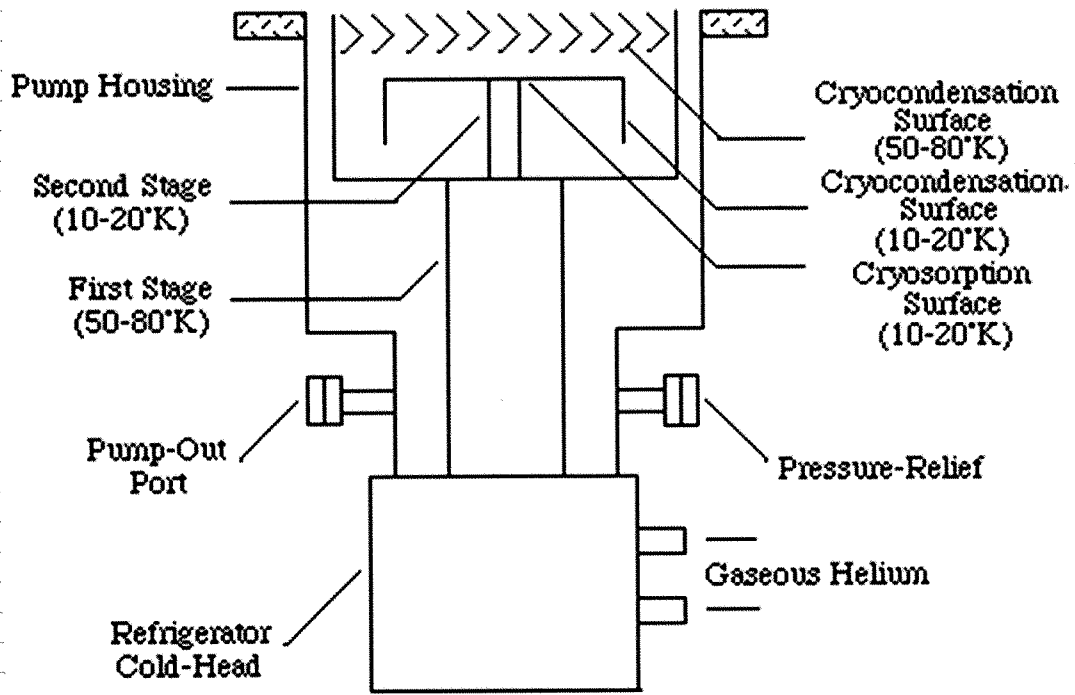 Pump Housing
Second Stage
(10-20°K)
First Stage
(50-80°K)
Pump-Out
Port
Refrigerator
Cold-Head
Cryocondensation
Surface
(50-80°K)
Cryocondensation
Surface
(10-20°K)
Cryosorption
Surface
(10-20°K)
Pressure-Relief
Gaseous Helium